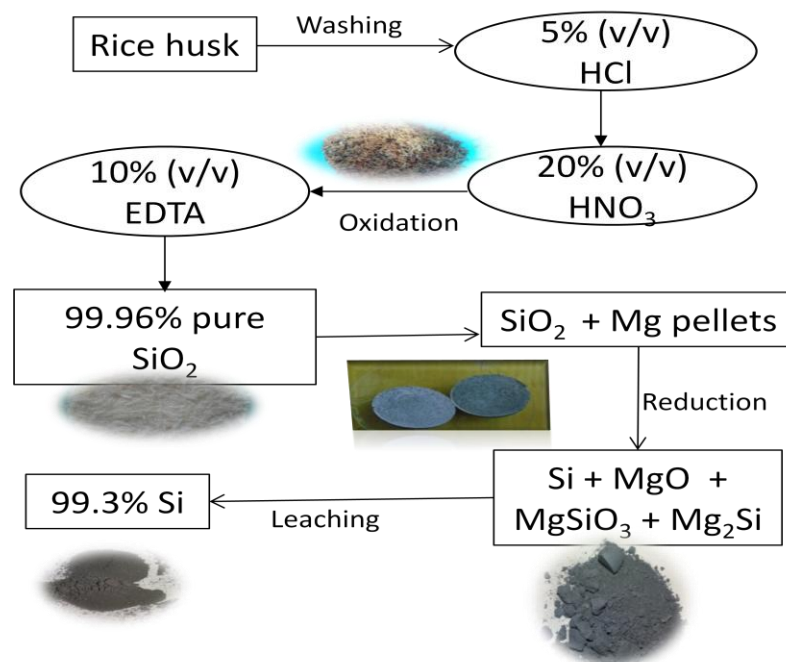 Rice husk
Washing
5% (v/v)
HCl
20% (v/v)
HNO₃
Oxidation
10% (v/v)
EDTA
99.96% pure
SiO₂
SiO₂ + Mg pellets
Reduction
Si + MgO +
MgSiO₃ + Mg₂Si
Leaching
99.3% Si